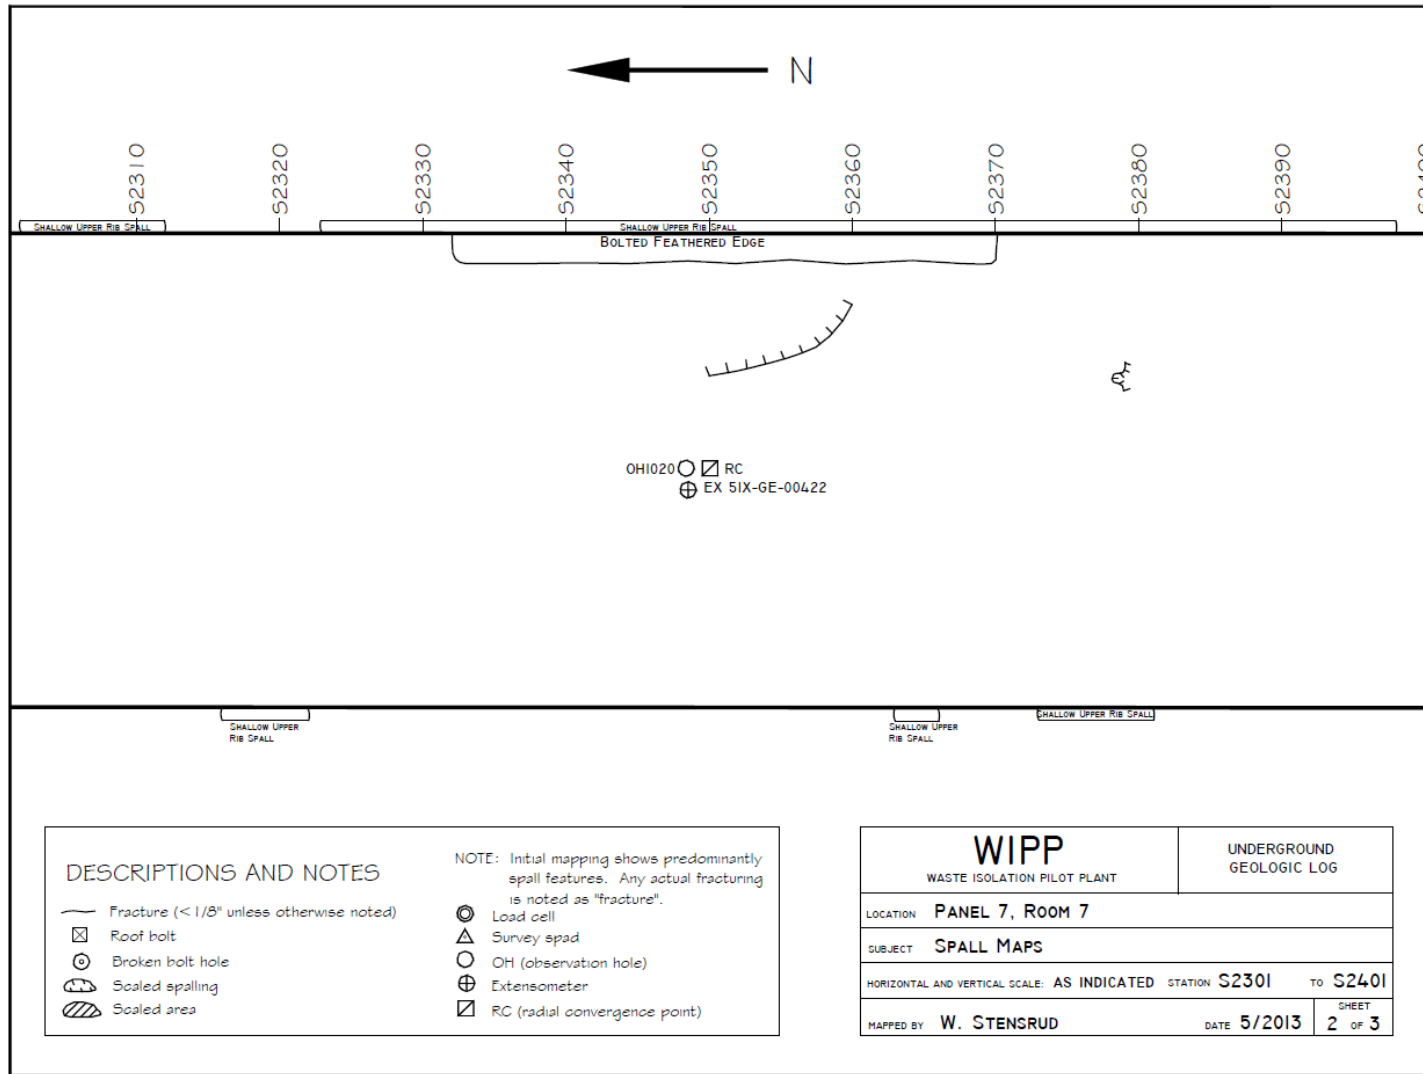 N
S2310
S2320
S2330
S2340
S2350
S2360
S2370
S2380
S2390
S2400
SHALLOW UPPER RIB SPALL
SHALLOW UPPER RIB SPALL
BOLTED FEATHERED EDGE
OH1020 RC
EX 51X-GE-00422
SHALLOW UPPER
RIB SPALL
SHALLOW UPPER
RIB SPALL
SHALLOW UPPER RIB SPALL
DESCRIPTIONS AND NOTES
Fracture (<1/8" unless otherwise noted)
Roof bolt
Broken bolt hole
Scaled spalling
Scaled area
NOTE: Initial mapping shows predominantly
spall features. Any actual fracturing
is noted as "fracture".
Load cell
Survey spad
OH (observation hole)
Extensometer
RC (radial convergence point)
WIPP
WASTE ISOLATION PILOT PLANT
UNDERGROUND
GEOLOGIC LOG
LOCATION PANEL 7, ROOM 7
SUBJECT SPALL MAPS
HORIZONTAL AND VERTICAL SCALE: AS INDICATED STATION S2301 TO S2401
MAPPED BY W. STENSRUD DATE 5/2013
SHEET
2 OF 3